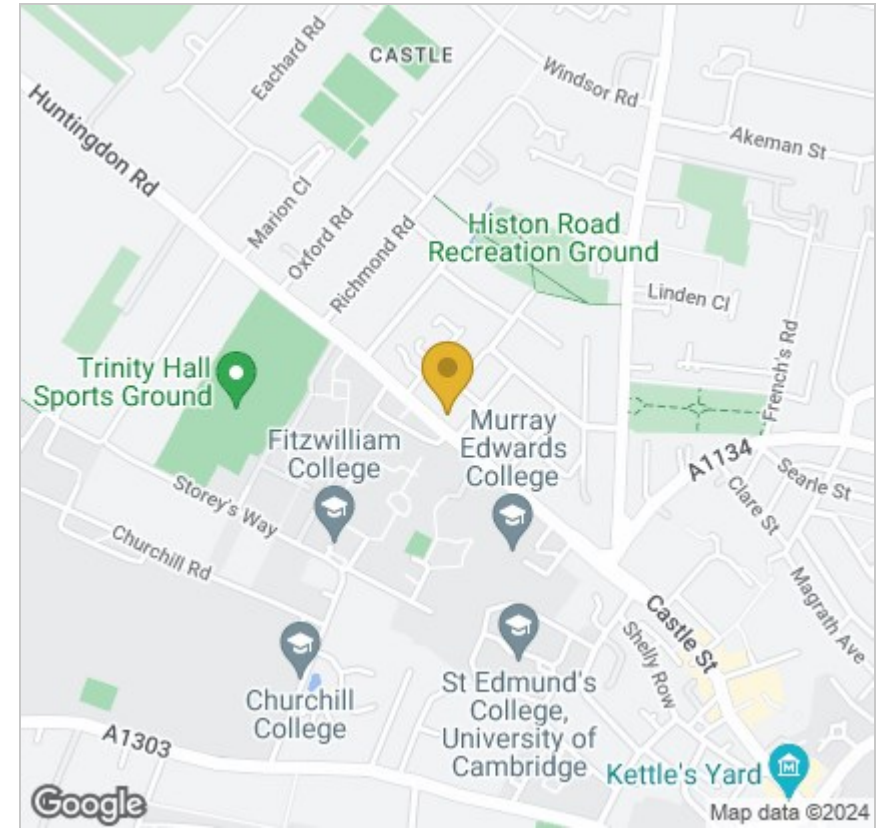 Eachard Rd
CASTLE
Windsor Rd
Akeman St
Huntingdon Rd
Marion Cl
Oxford Rd
Richmond Rd
Histon Road
Recreation Ground
Linden Cl
French's Rd
Trinity Hall
Sports Ground
Fitzwilliam
College
Murray
Edwards
College
A1134
Searle St
Clare St
Storey's Way
Churchill Rd
Magrath Ave
Castle St
Shelly Row
Churchill
College
St Edmund's
College,
University of
Cambridge
A1303
Kettle's Yard
Google
Map data ©2024